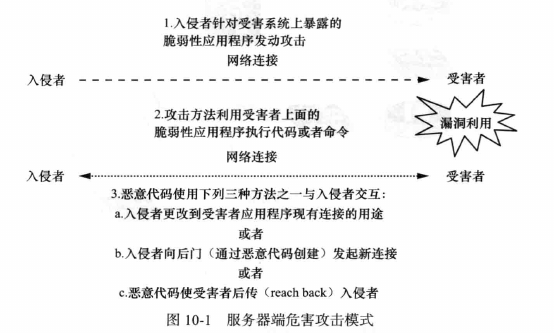 1.入侵者针对受害系统上暴露的
脆弱性应用程序发动攻击
网络连接
入侵者
受害者
2.攻击方法利用受害者上面的
脆弱性应用程序执行代码或者命令
漏洞利用
网络连接
入侵者
受害者
3.恶意代码使用下列三种方法之一与入侵者交互:
a.入侵者更改到受害者应用程序现有连接的用途
或者
b.入侵者向后门（通过恶意代码创建）发起新连接
或者
c.恶意代码使受害者后传（reach back）入侵者
图 10-1 服务器端危害攻击模式